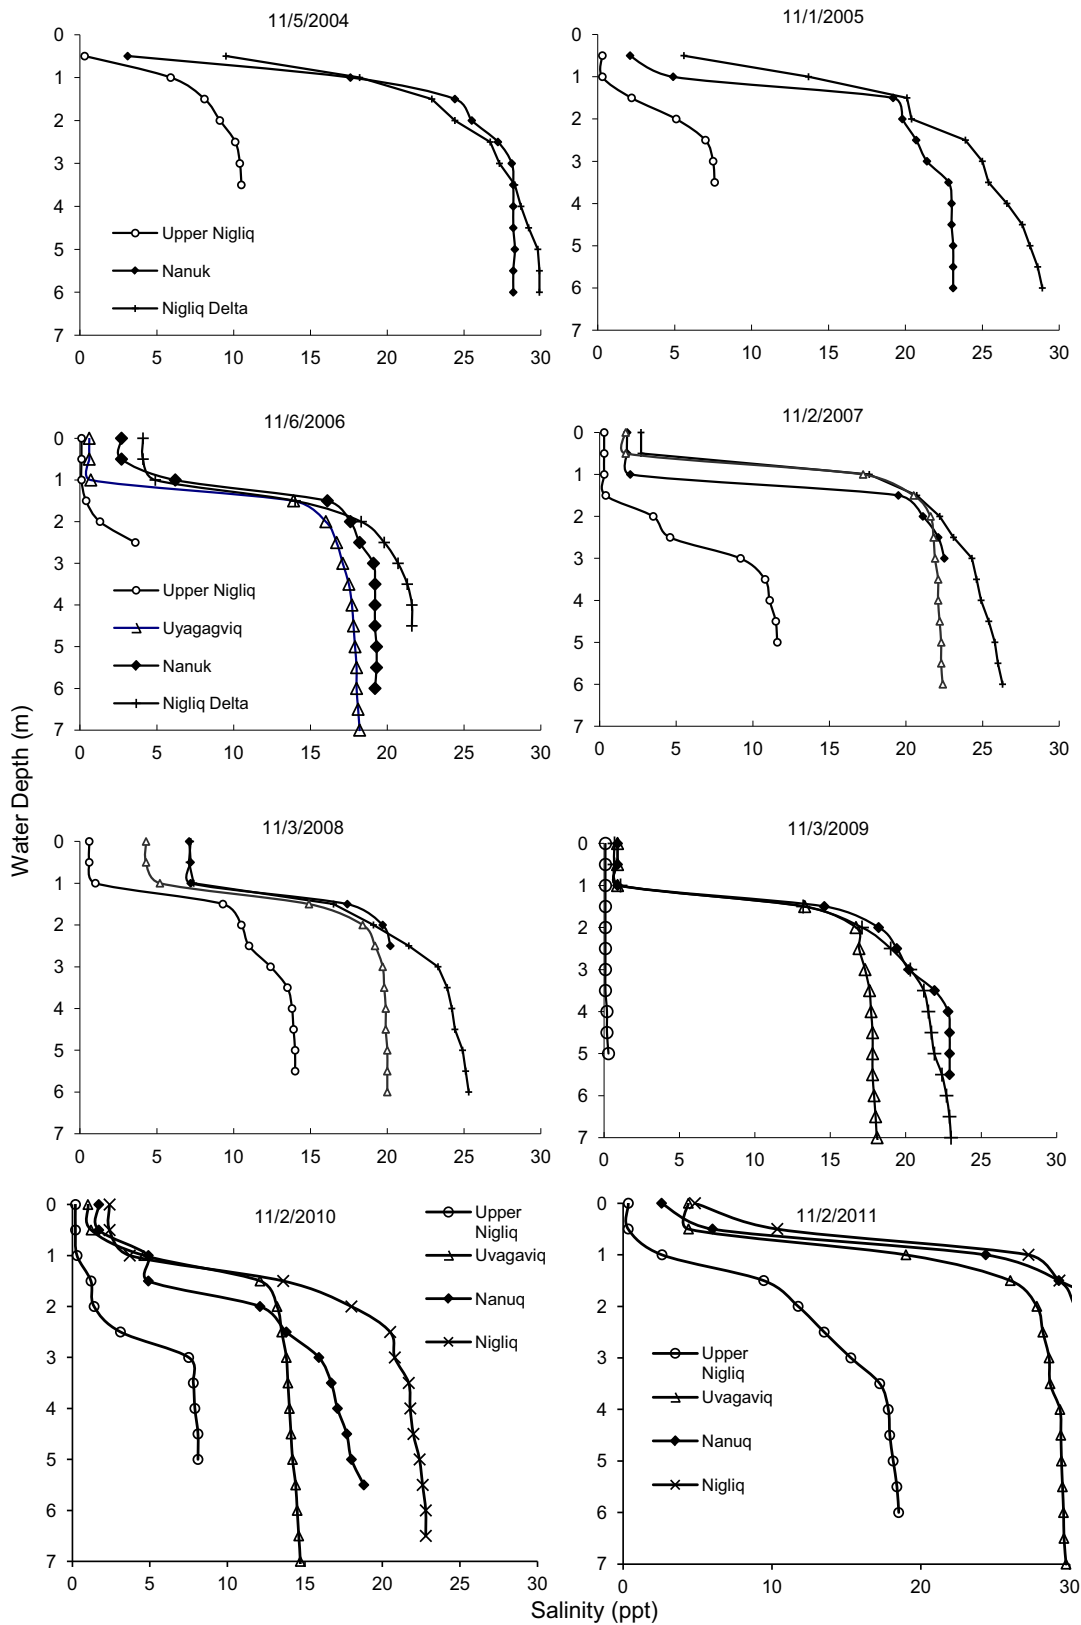 11/5/2004
0
1
2
3
4
5
6
7
0 5 10 15 20 25 30
Upper Nigliq
Nanuk
Nigliq Delta
11/1/2005
0
1
2
3
4
5
6
7
0 5 10 15 20 25 30
11/6/2006
0
1
2
3
4
5
6
7
0 5 10 15 20 25 30
Upper Nigliq
Uyagagviq
Nanuk
Nigliq Delta
11/2/2007
0
1
2
3
4
5
6
7
0 5 10 15 20 25 30
Water Depth (m)
11/3/2008
0
1
2
3
4
5
6
7
0 5 10 15 20 25 30
11/3/2009
0
1
2
3
4
5
6
7
0 5 10 15 20 25 30
11/2/2010
0
1
2
3
4
5
6
7
0 5 10 15 20 25 30
Upper
Nigliq
Uvagaviq
Nanuq
Nigliq
11/2/2011
0
1
2
3
4
5
6
7
0 10 20 30
Upper
Nigliq
Uvagaviq
Nanuq
Nigliq
Salinity (ppt)